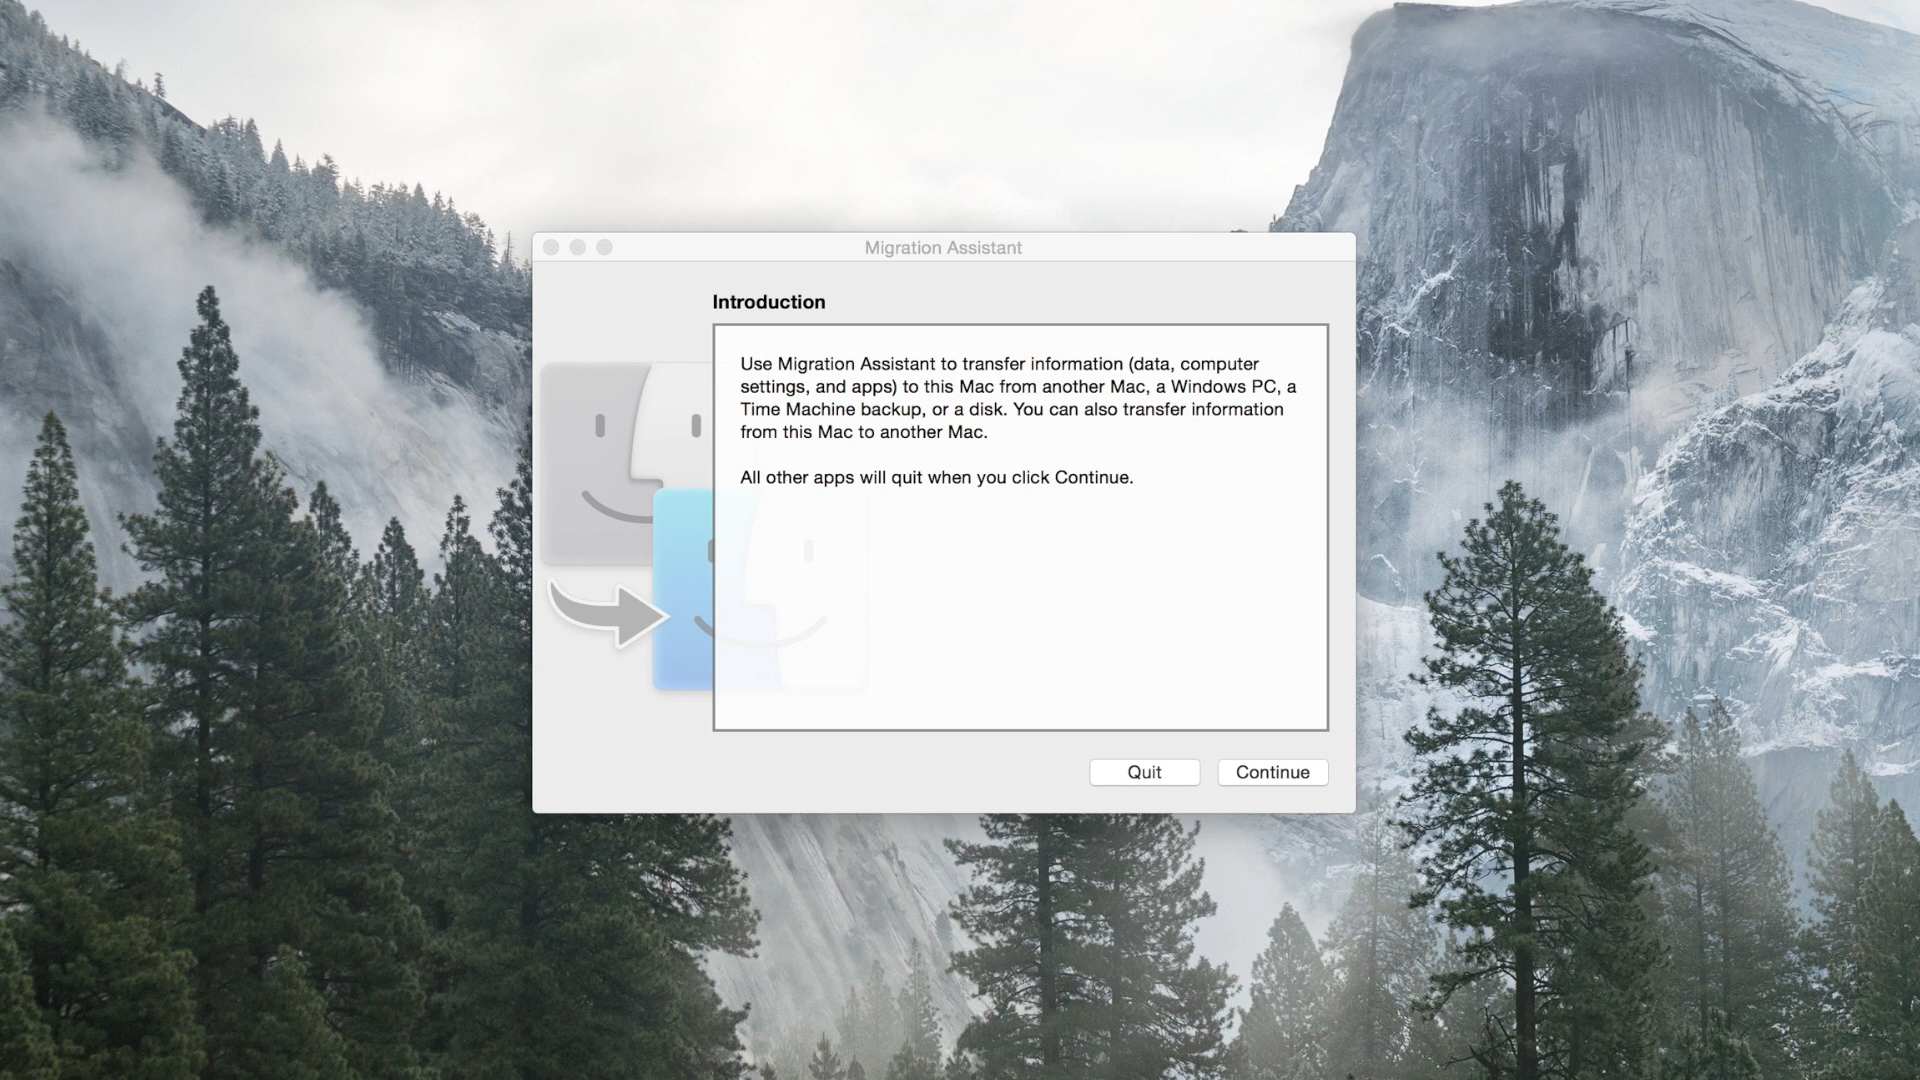 Migration Assistant
Introduction
Use Migration Assistant to transfer information (data, computer
settings, and apps) to this Mac from another Mac, a Windows PC, a
Time Machine backup, or a disk. You can also transfer information
from this Mac to another Mac.
All other apps will quit when you click Continue.
Quit
Continue